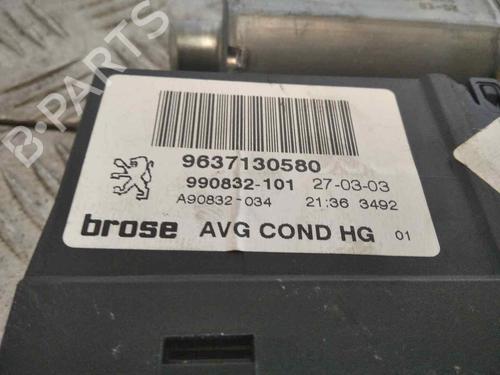 B-PARTS
9637130580
990832-101 27-03-03
A90832-034 21:36 3492
brose AVG COND HG 01